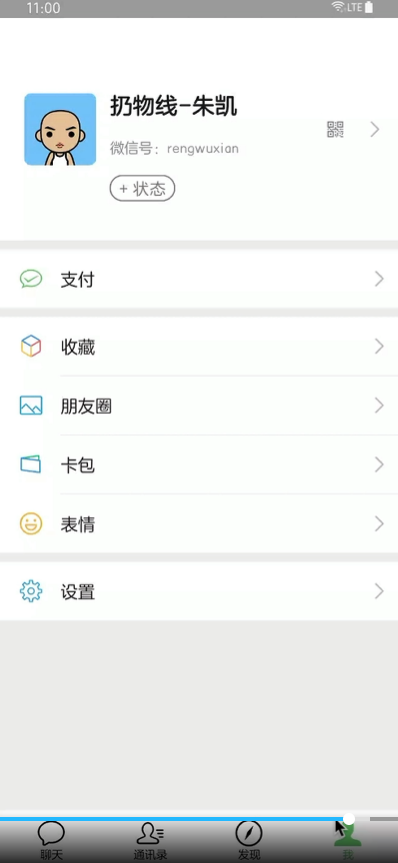 11:00
LTE
扔物线-朱凯
微信号：rengwuxian
+ 状态
支付
收藏
朋友圈
卡包
表情
设置
聊天
通讯录
发现
我